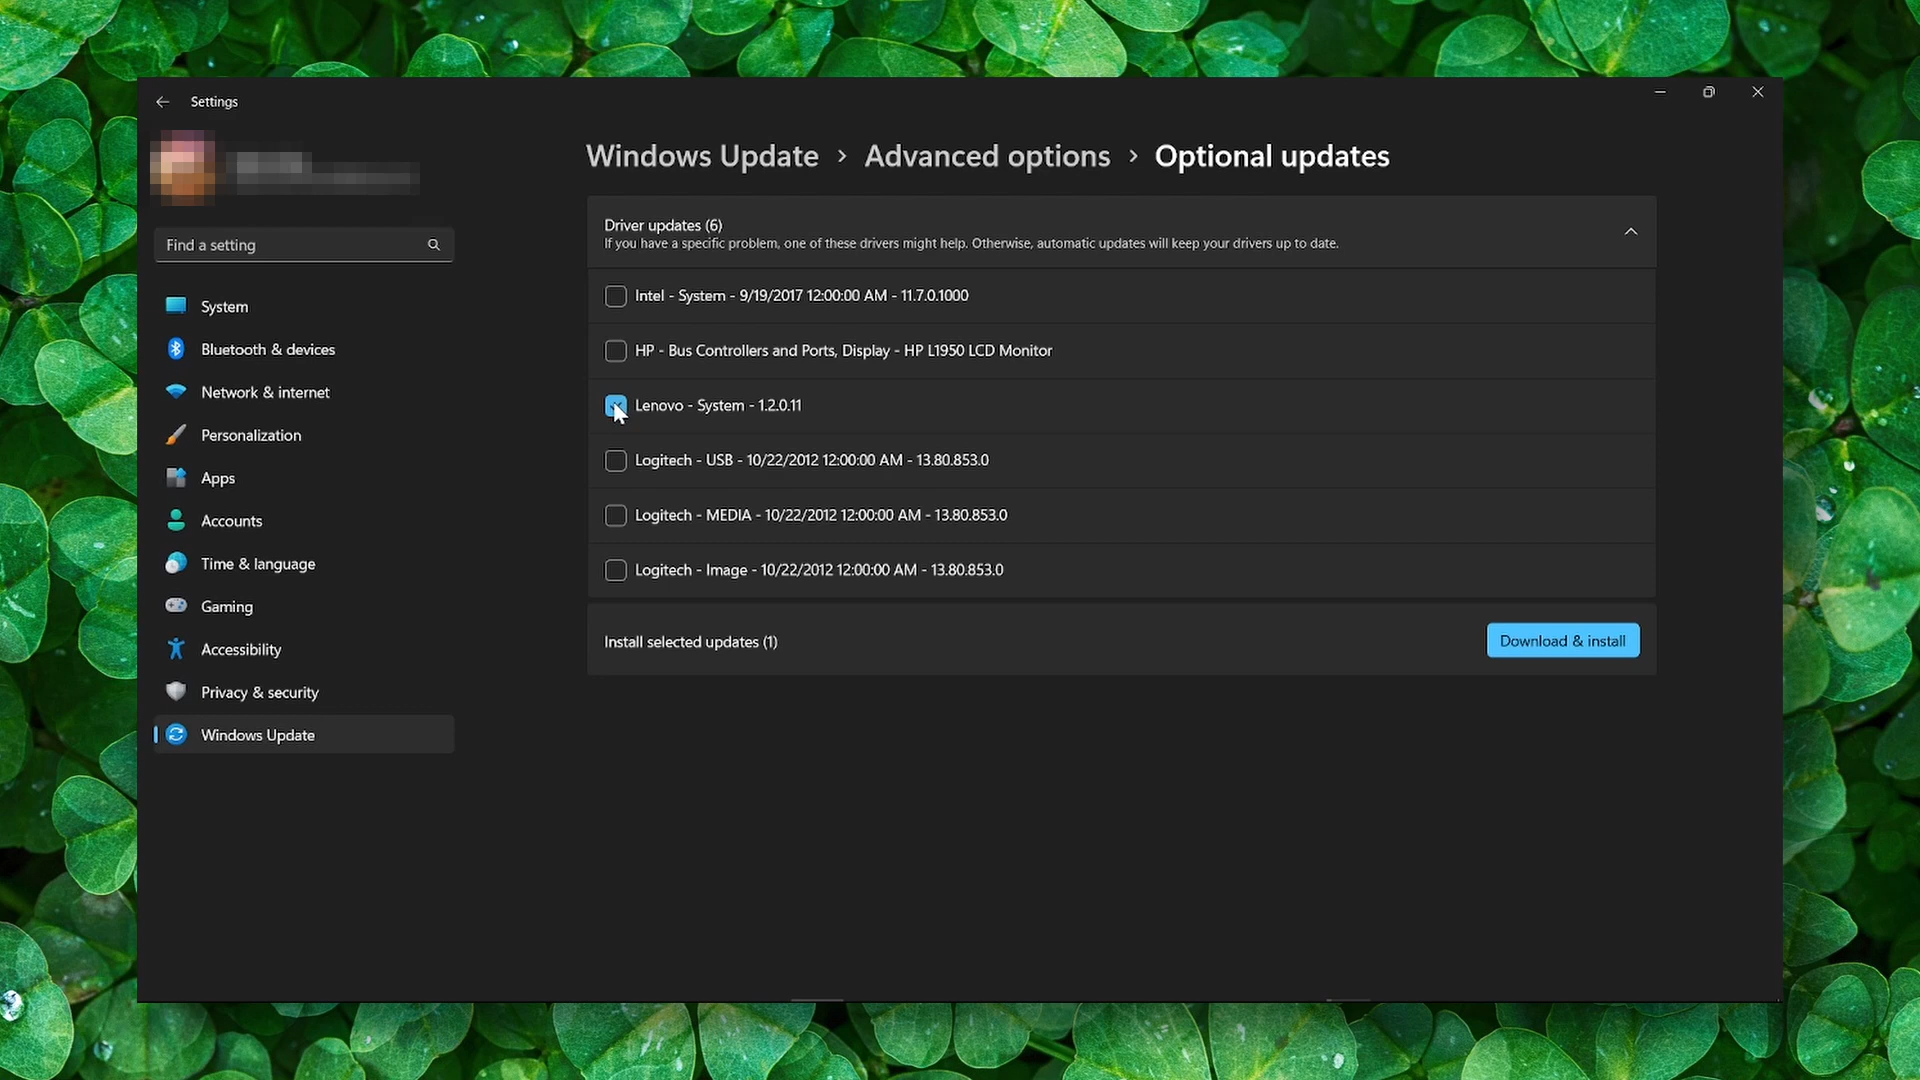 Settings
Windows Update > Advanced options > Optional updates
Find a setting
System
Bluetooth & devices
Network & internet
Personalization
Apps
Accounts
Time & language
Gaming
Accessibility
Privacy & security
Windows Update
Driver updates (6)
If you have a specific problem, one of these drivers might help. Otherwise, automatic updates will keep your drivers up to date.
Intel - System - 9/19/2017 12:00:00 AM - 11.7.0.1000
HP - Bus Controllers and Ports, Display - HP L1950 LCD Monitor
Lenovo - System - 1.2.0.11
Logitech - USB - 10/22/2012 12:00:00 AM - 13.80.853.0
Logitech - MEDIA - 10/22/2012 12:00:00 AM - 13.80.853.0
Logitech - Image - 10/22/2012 12:00:00 AM - 13.80.853.0
Install selected updates (1)
Download & install